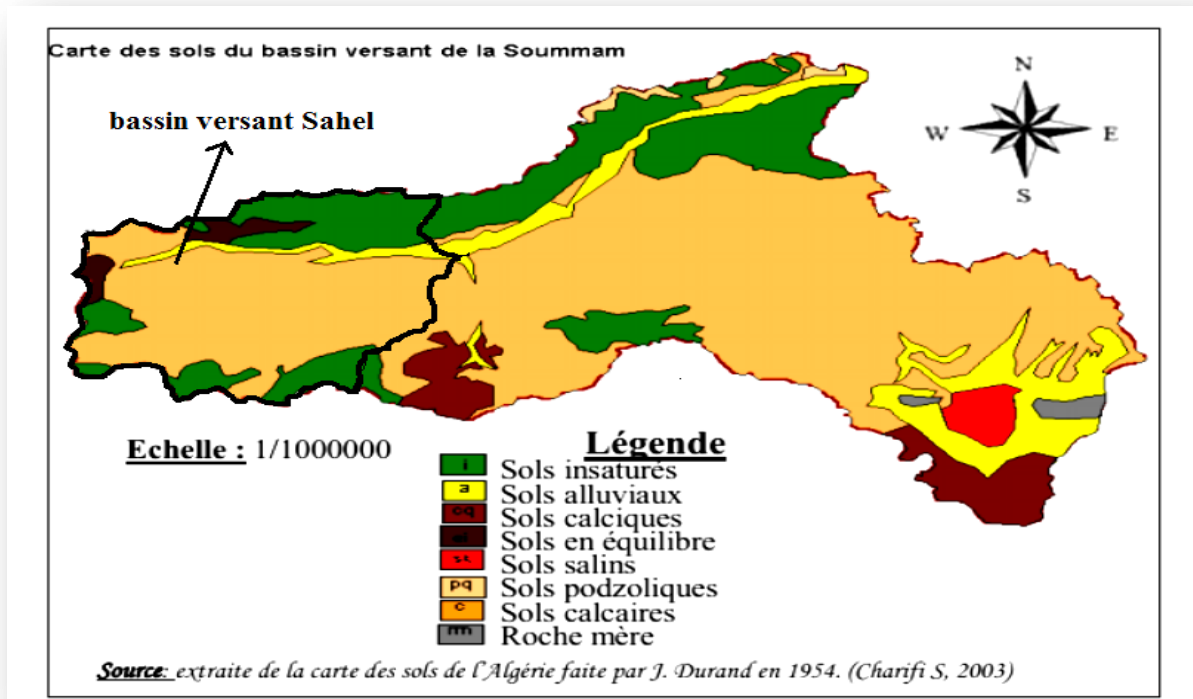 Carte des sols du bassin versant de la Soummam
bassin versant Sahel
N
W
E
S
Echelle : 1/1000000
Légende
i Sols insaturés
a Sols alluviaux
cq Sols calciques
Sols en équilibre
Sols salins
pq Sols podzoliques
c Sols calcaires
m Roche mère
Source: extraite de la carte des sols de l'Algérie faite par J. Durand en 1954. (Charifi S, 2003)